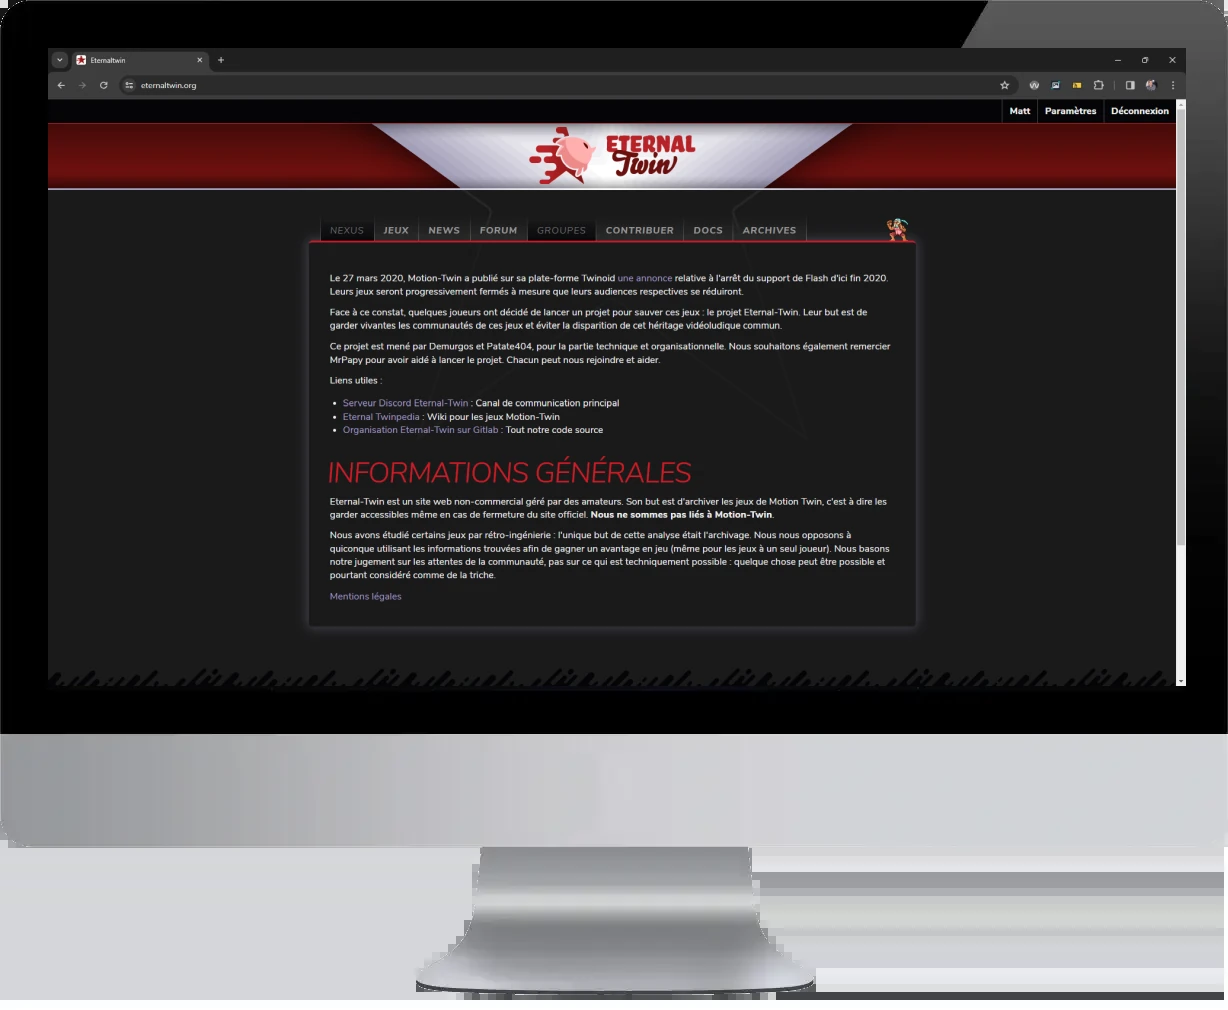 Eternaltwin
eternaltwin.org
Matt Paramètres Déconnexion
ETERNAL
Twin
NEXUS JEUX NEWS FORUM GROUPES CONTRIBUER DOCS ARCHIVES
Le 27 mars 2020, Motion-Twin a publié sur sa plate-forme Twinoid une annonce relative à l'arrêt du support de Flash d'ici fin 2020.
Leurs jeux seront progressivement fermés à mesure que leurs audiences respectives se réduiront.
Face à ce constat, quelques joueurs ont décidé de lancer un projet pour sauver ces jeux : le projet Eternal-Twin. Leur but est de
garder vivantes les communautés de ces jeux et éviter la disparition de cet héritage vidéoludique commun.
Ce projet est mené par Demurgos et Patate404, pour la partie technique et organisationnelle. Nous souhaitons également remercier
MrPapy pour avoir aidé à lancer le projet. Chacun peut nous rejoindre et aider.
Liens utiles :
• Serveur Discord Eternal-Twin : Canal de communication principal
• Eternal Twinpedia : Wiki pour les jeux Motion-Twin
• Organisation Eternal-Twin sur Gitlab : Tout notre code source
INFORMATIONS GÉNÉRALES
Eternal-Twin est un site web non-commercial géré par des amateurs. Son but est d'archiver les jeux de Motion Twin, c'est à dire les
garder accessibles même en cas de fermeture du site officiel. Nous ne sommes pas liés à Motion-Twin.
Nous avons étudié certains jeux par rétro-ingénierie : l'unique but de cette analyse était l'archivage. Nous nous opposons à
quiconque utilisant les informations trouvées afin de gagner un avantage en jeu (même pour les jeux à un seul joueur). Nous basons
notre jugement sur les attentes de la communauté, pas sur ce qui est techniquement possible : quelque chose peut être possible et
pourtant considéré comme de la triche.
Mentions légales